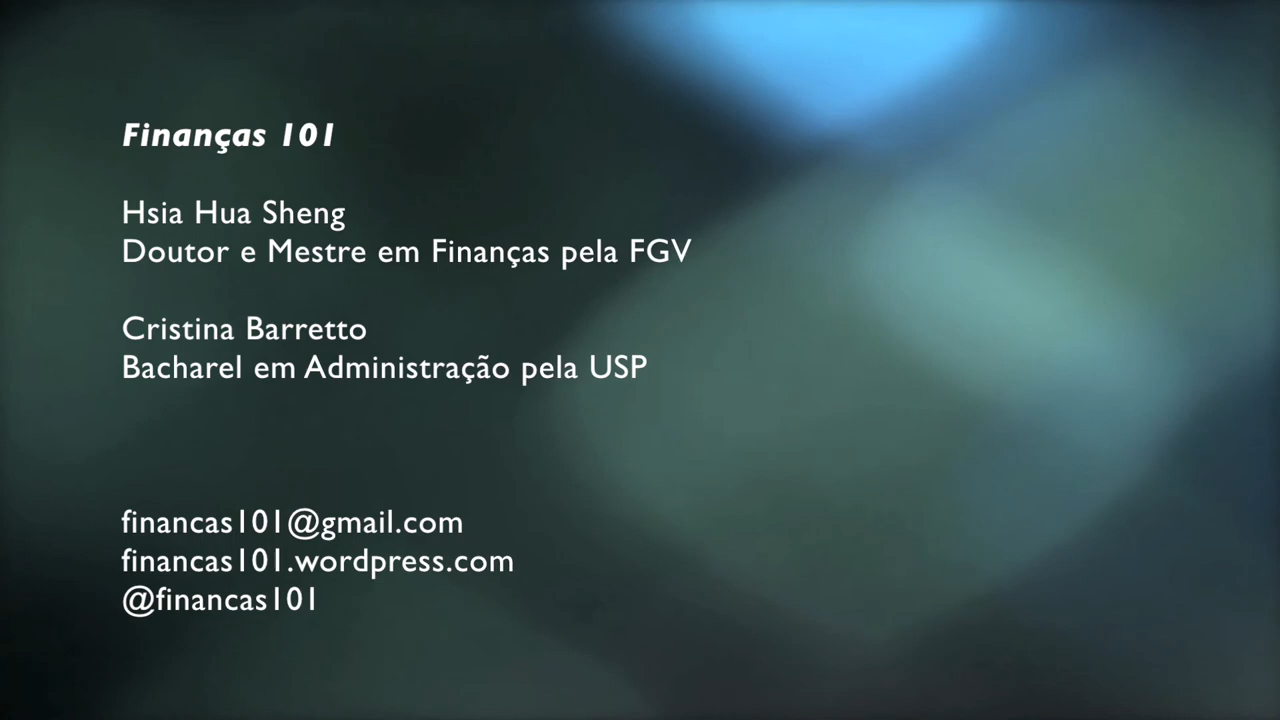 Finanças 101
Hsia Hua Sheng
Doutor e Mestre em Finanças pela FGV
Cristina Barretto
Bacharel em Administração pela USP
financas101@gmail.com
financas101.wordpress.com
@financas101